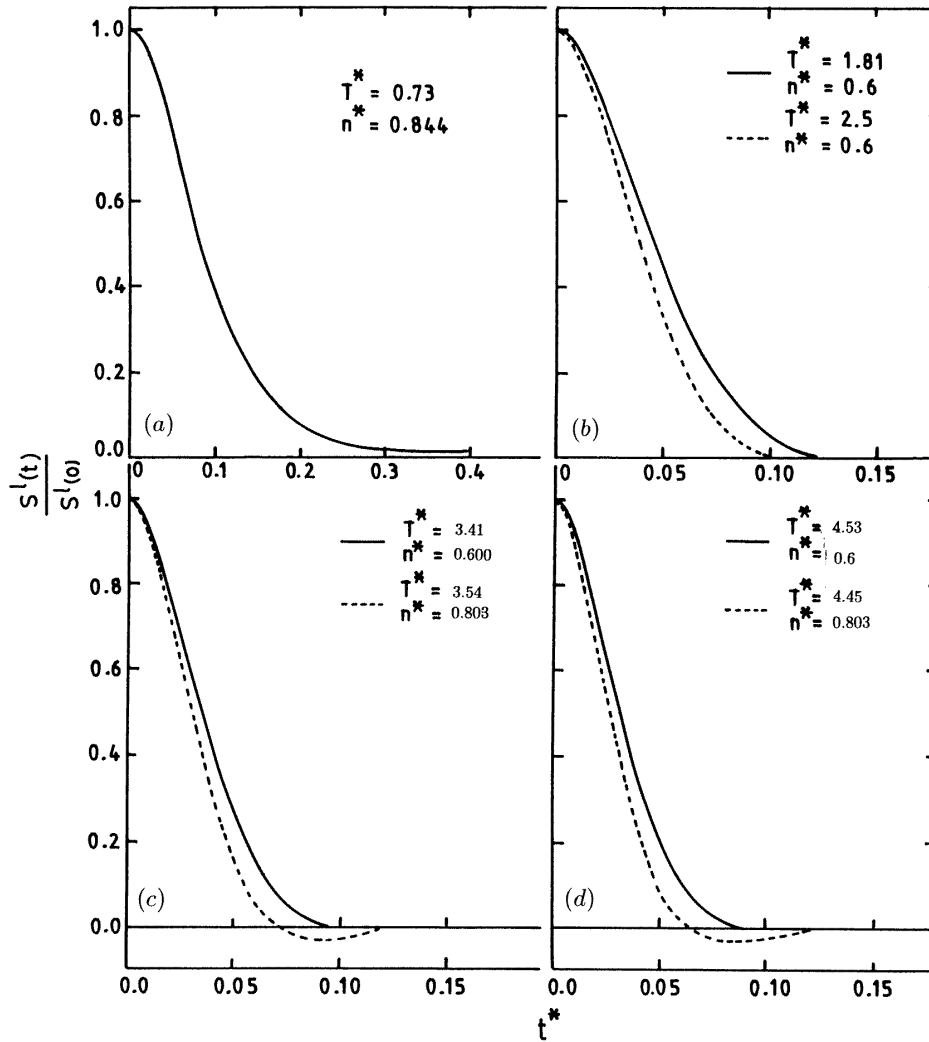 1.0
0.8
0.6
0.4
0.2
0.0
T* = 0.73
n* = 0.844
(a)
0 0.1 0.2 0.3 0.4
T* = 1.81
n* = 0.6
T* = 2.5
n* = 0.6
(b)
0 0.05 0.10 0.15
S^l(t)
S^l(0)
1.0
0.8
0.6
0.4
0.2
0.0
T* = 3.41
n* = 0.600
T* = 3.54
n* = 0.803
(c)
0.0 0.05 0.10 0.15
T* = 4.53
n* = 0.6
T* = 4.45
n* = 0.803
(d)
0.0 0.05 0.10 0.15
t*